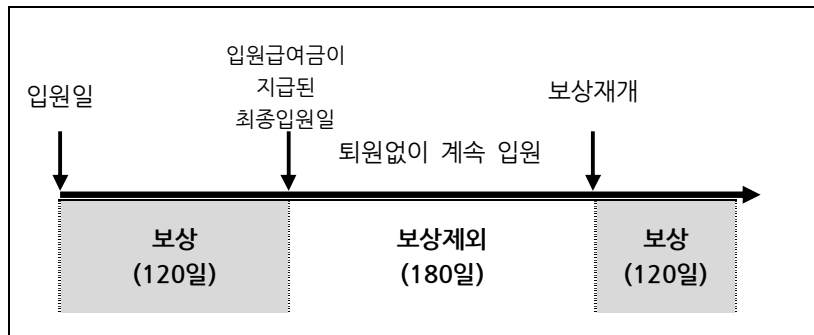 입원일
입원급여금이
지급된
최종입원일
보상재개
퇴원없이 계속 입원
보상
(120일)
보상제외
(180일)
보상
(120일)